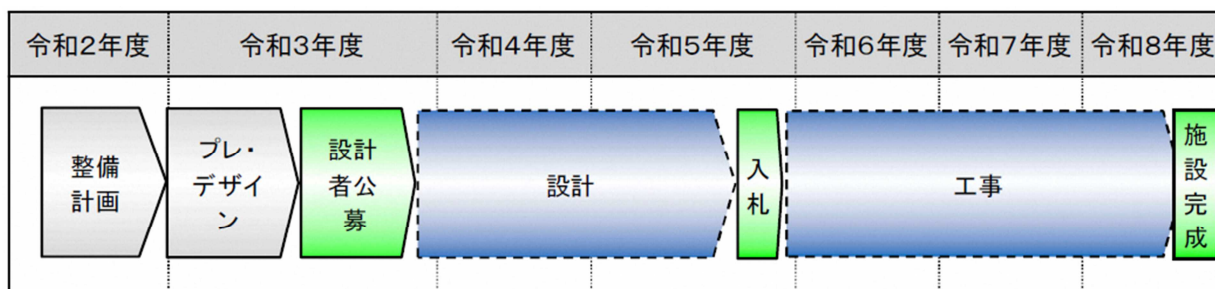 令和2年度 令和3年度 令和4年度 令和5年度 令和6年度 令和7年度 令和8年度
整備
計画
プレ・
デザイ
ン
設計
者公
募
設計
入
札
工事
施
設
完
成